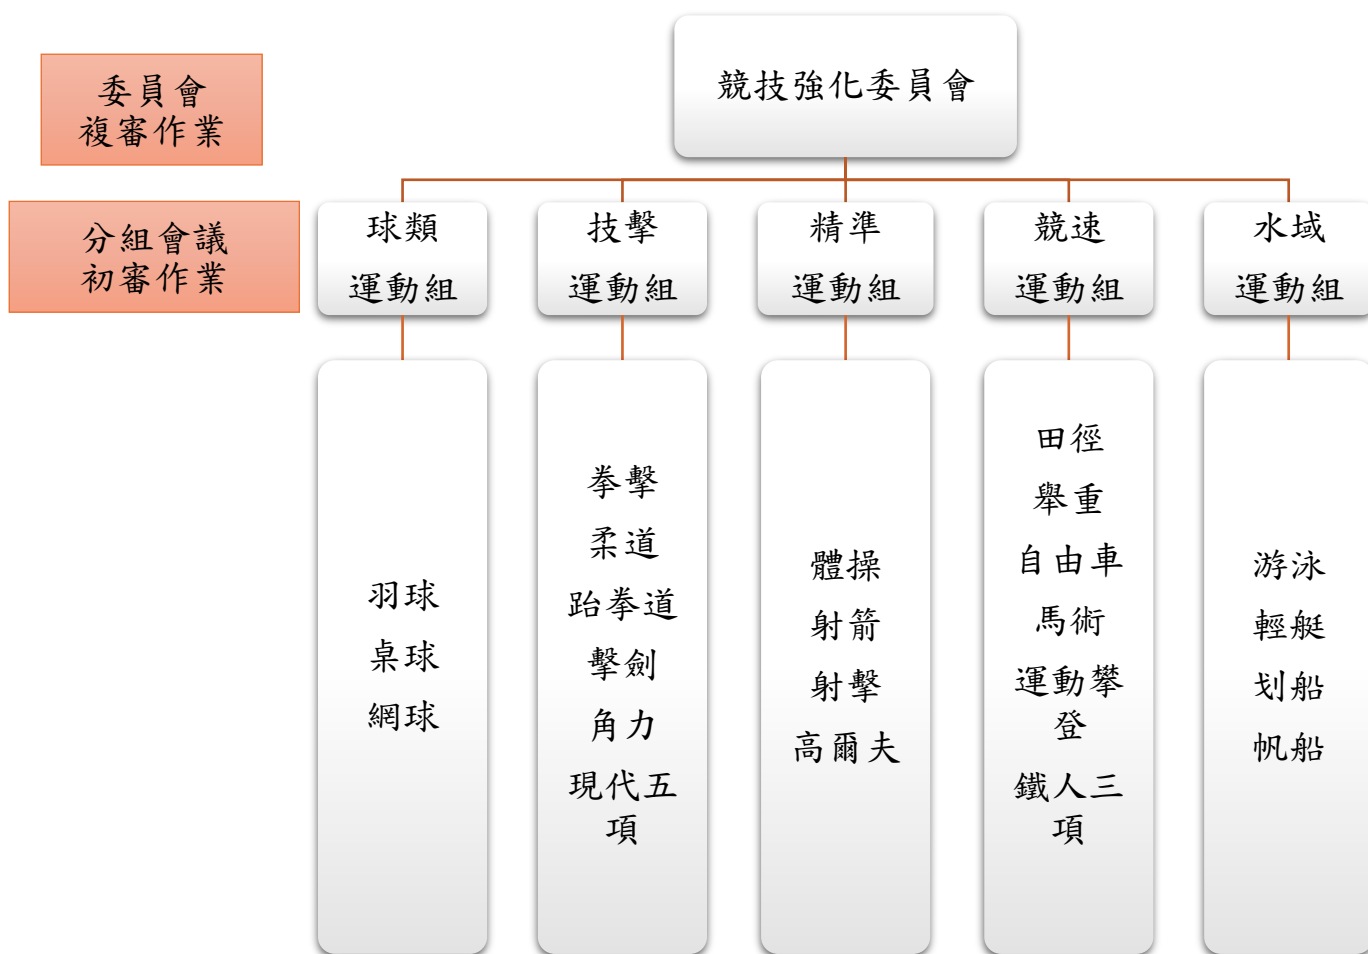 委員會
複審作業
競技強化委員會
分組會議
初審作業
球類
運動組
技擊
運動組
精準
運動組
競速
運動組
水域
運動組
羽球
桌球
網球
拳擊
柔道
跆拳道
擊劍
角力
現代五
項
體操
射箭
射擊
高爾夫
田徑
舉重
自由車
馬術
運動攀
登
鐵人三
項
游泳
輕艇
划船
帆船